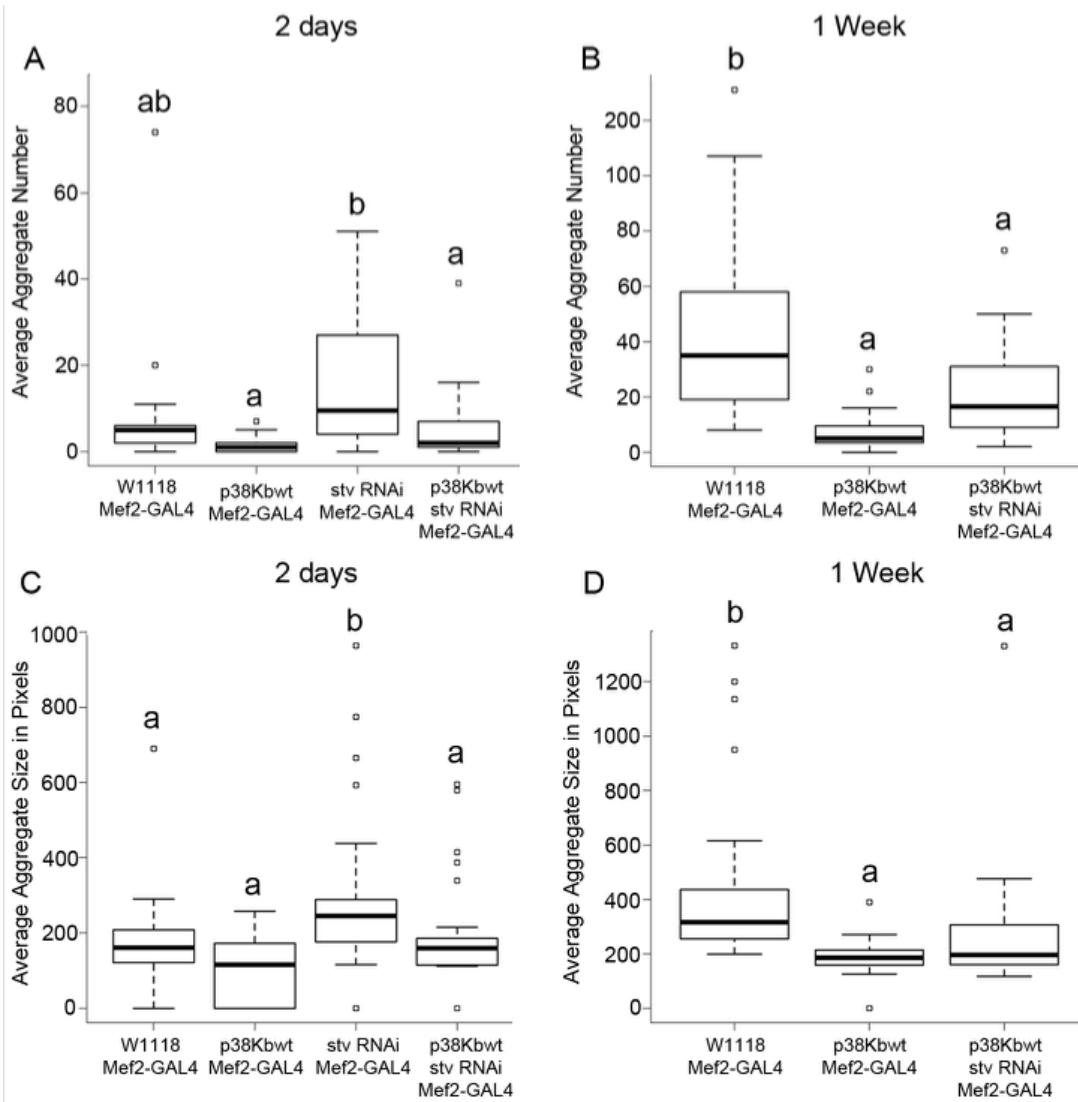 2 days
1 Week
A
B
Average Aggregate Number
80
60
40
20
0
ab
a
b
a
W1118
Mef2-GAL4
p38Kbwt
Mef2-GAL4
stv RNAi
Mef2-GAL4
p38Kbwt
stv RNAi
Mef2-GAL4
Average Aggregate Number
200
100
80
60
40
20
0
b
a
a
W1118
Mef2-GAL4
p38Kbwt
Mef2-GAL4
p38Kbwt
stv RNAi
Mef2-GAL4
C
2 days
D
1 Week
Average Aggregate Size in Pixels
1000
800
600
400
200
0
a
a
b
a
W1118
Mef2-GAL4
p38Kbwt
Mef2-GAL4
stv RNAi
Mef2-GAL4
p38Kbwt
stv RNAi
Mef2-GAL4
Average Aggregate Size in Pixels
1200
1000
800
600
400
200
0
b
a
a
W1118
Mef2-GAL4
p38Kbwt
Mef2-GAL4
p38Kbwt
stv RNAi
Mef2-GAL4